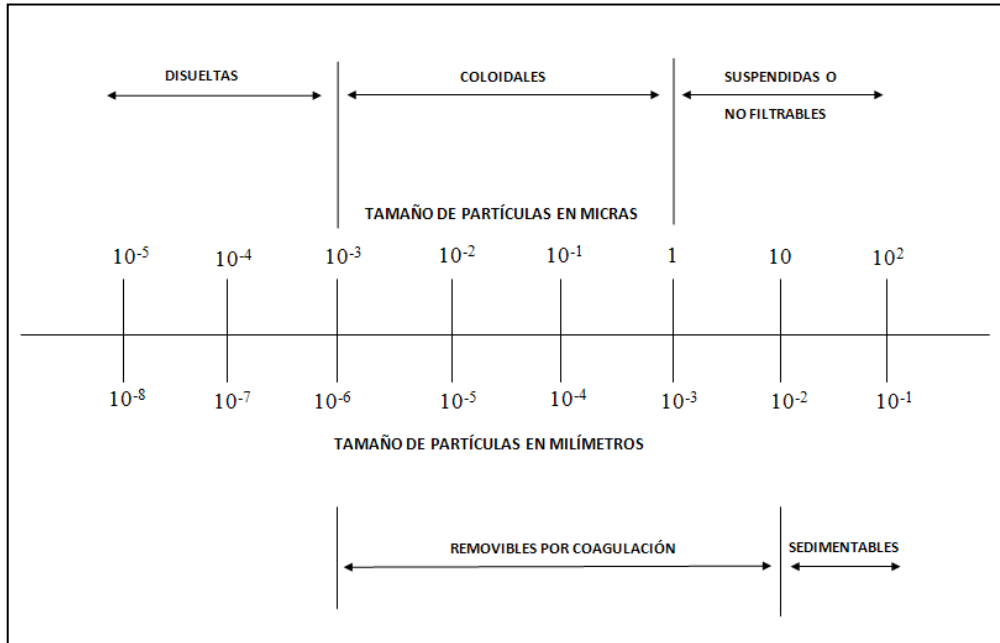 DISUELTAS
COLOIDALES
SUSPENDIDAS O
NO FILTRABLES
TAMAÑO DE PARTÍCULAS EN MICRAS
10⁻⁵ 10⁻⁴ 10⁻³ 10⁻² 10⁻¹ 1 10 10²
10⁻⁸ 10⁻⁷ 10⁻⁶ 10⁻⁵ 10⁻⁴ 10⁻³ 10⁻² 10⁻¹
TAMAÑO DE PARTÍCULAS EN MILÍMETROS
REMOVIBLES POR COAGULACIÓN
SEDIMENTABLES